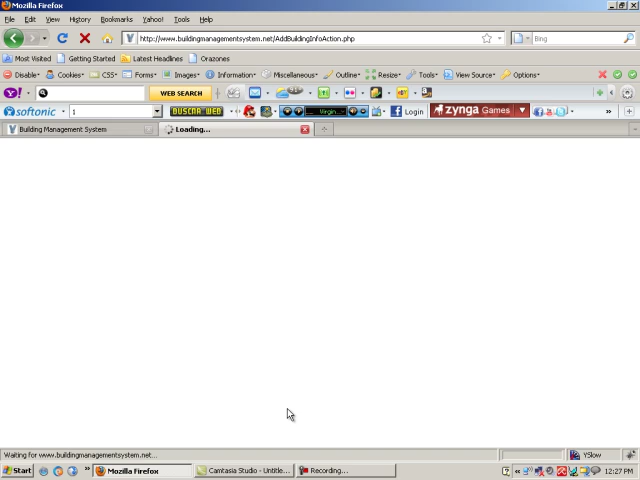 Mozilla Firefox
File Edit View History Bookmarks Yahoo! Tools Help
http://www.buildingmanagementsystem.net/AddBuildingInfoAction.php Bing
Most Visited Getting Started Latest Headlines Orazones
Disable Cookies CSS Forms Images Information Miscellaneous Outline Resize Tools View Source Options
Y! WEB SEARCH
softonic 1 BUSCAR WEB Virgin... Login zynga Games »
Building Management System Loading...
Waiting for www.buildingmanagementsystem.net... YSlow
Start » Mozilla Firefox Camtasia Studio - Untitle... Recording... « 12:27 PM